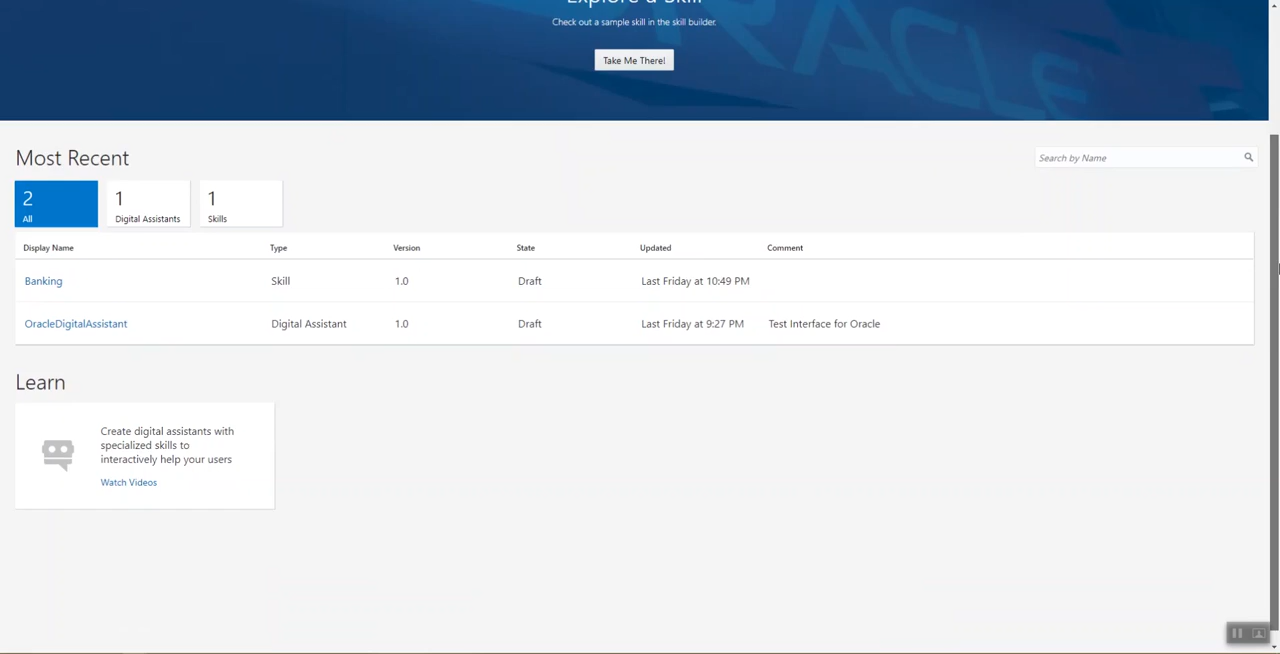 Explore a Skill
Check out a sample skill in the skill builder.
Take Me There!
ORACLE
Most Recent
Search by Name
2
All
1
Digital Assistants
1
Skills
Display Name Type Version State Updated Comment
Banking Skill 1.0 Draft Last Friday at 10:49 PM
OracleDigitalAssistant Digital Assistant 1.0 Draft Last Friday at 9:27 PM Test Interface for Oracle
Learn
Create digital assistants with
specialized skills to
interactively help your users
Watch Videos